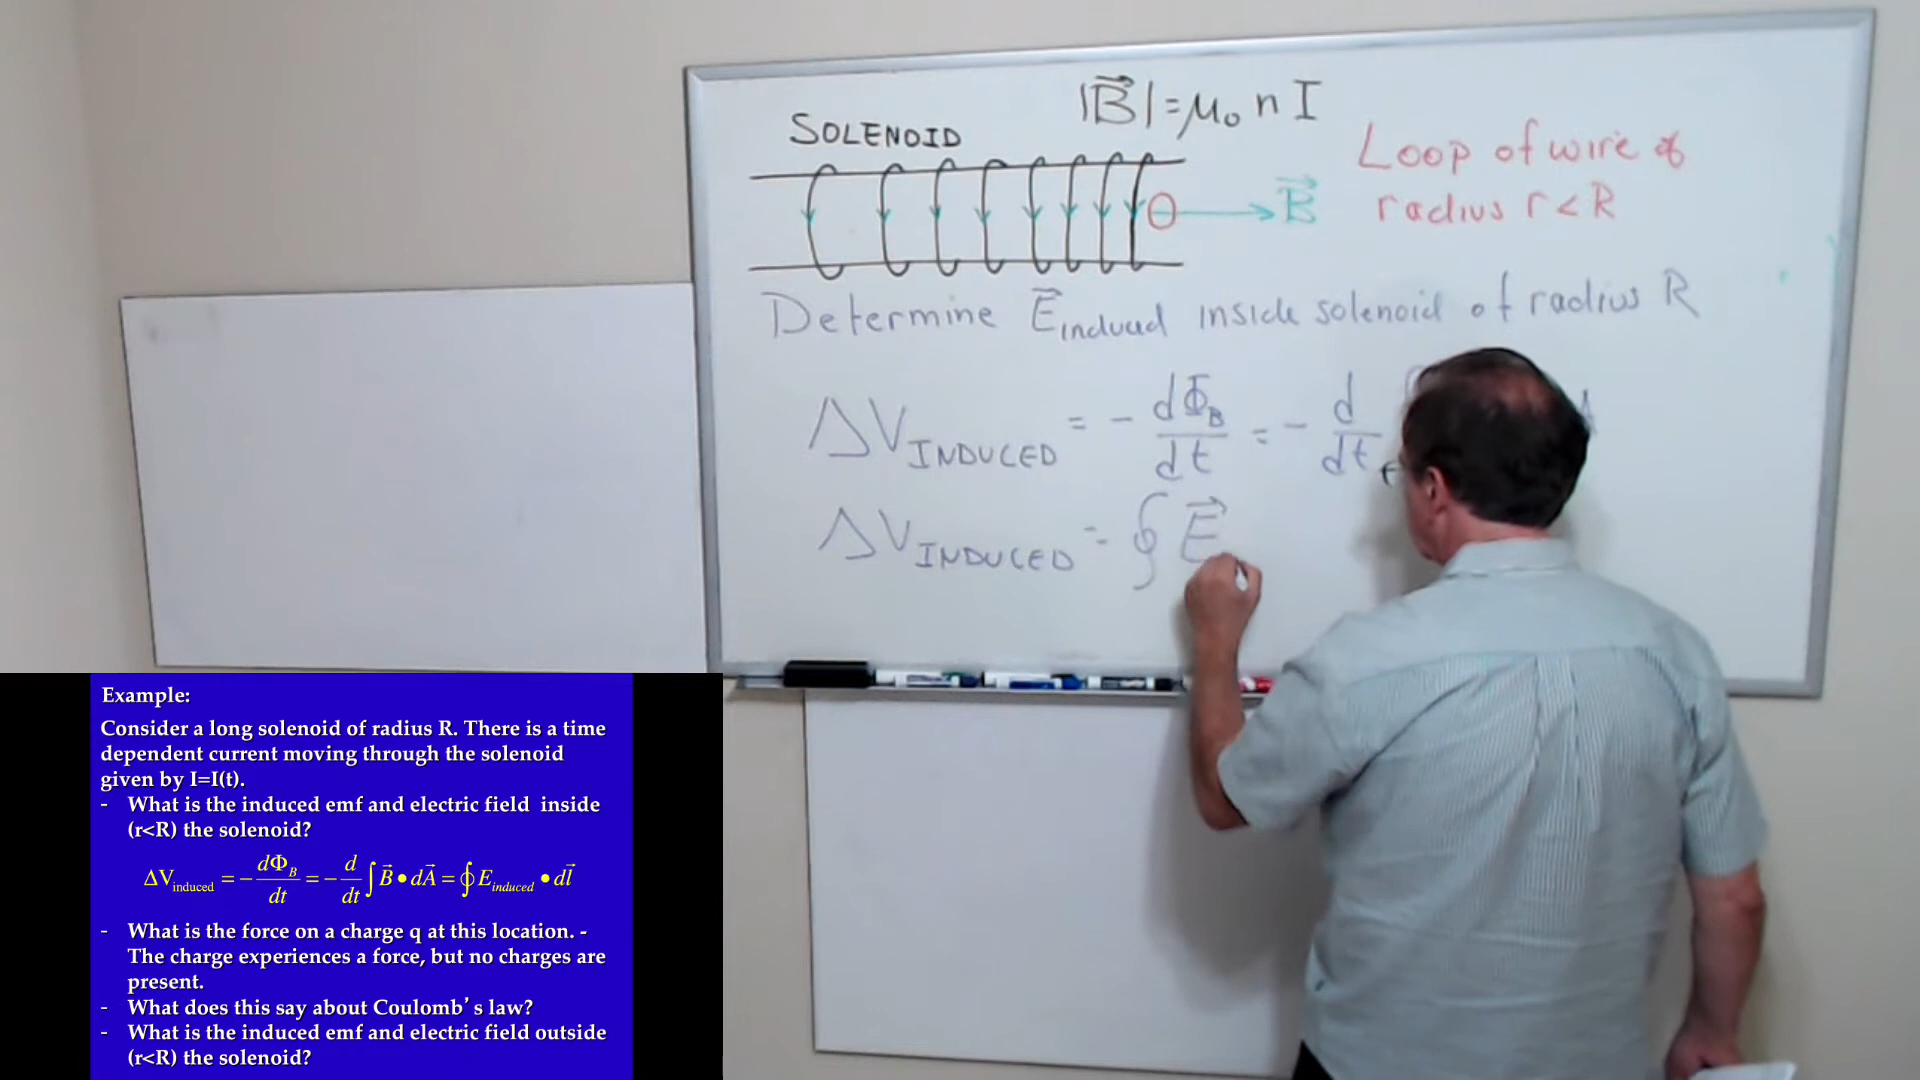 |B⃗| = μ₀ n I
SOLENOID
Loop of wire of
radius r < R
B⃗
Determine E⃗induced inside solenoid of radius R
ΔV INDUCED = - dΦB/dt = - d/dt
ΔV INDUCED = ∮ E⃗
Example:
Consider a long solenoid of radius R. There is a time
dependent current moving through the solenoid
given by I=I(t).
- What is the induced emf and electric field inside
(r<R) the solenoid?
ΔVinduced = - dΦB/dt = - d/dt ∫ B⃗ • dA⃗ = ∮ Einduced • dl⃗
- What is the force on a charge q at this location. -
The charge experiences a force, but no charges are
present.
- What does this say about Coulomb's law?
- What is the induced emf and electric field outside
(r<R) the solenoid?